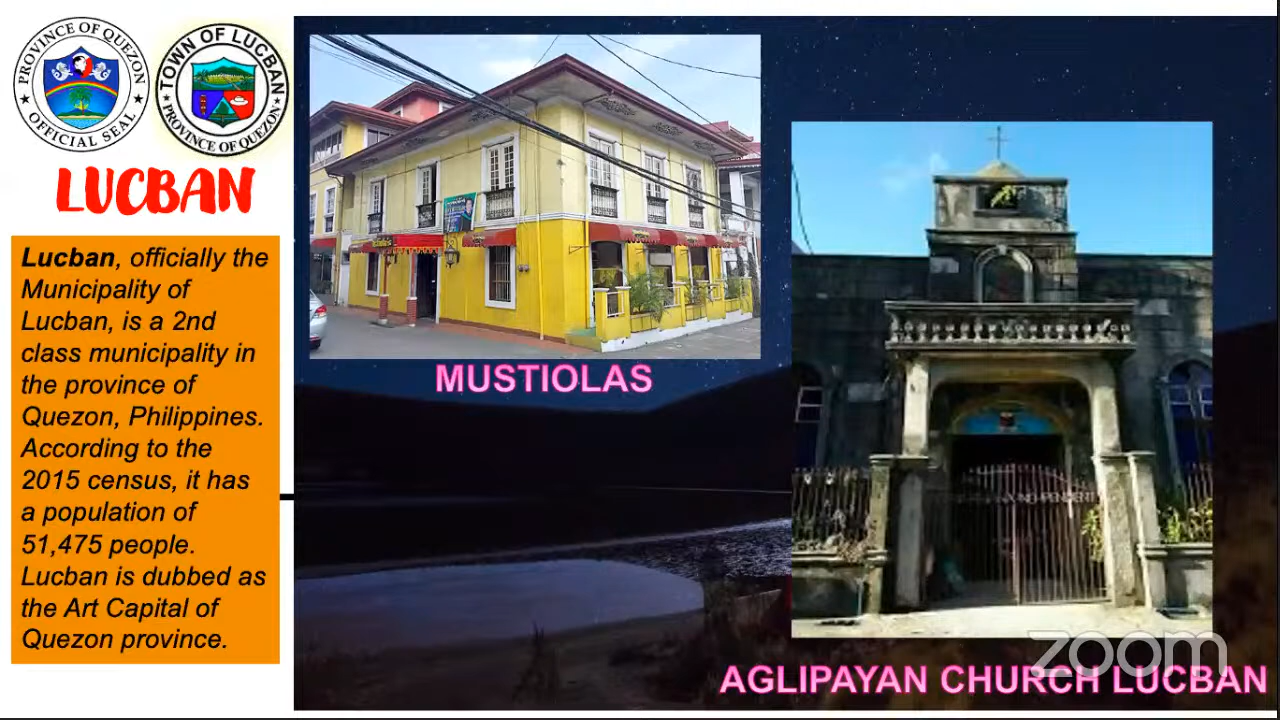 PROVINCE OF QUEZON
OFFICIAL SEAL
TOWN OF LUCBAN
PROVINCE OF QUEZON
LUCBAN
Lucban, officially the
Municipality of
Lucban, is a 2nd
class municipality in
the province of
Quezon, Philippines.
According to the
2015 census, it has
a population of
51,475 people.
Lucban is dubbed as
the Art Capital of
Quezon province.
MUSTIOLAS
AGLIPAYAN CHURCH LUCBAN
zoom